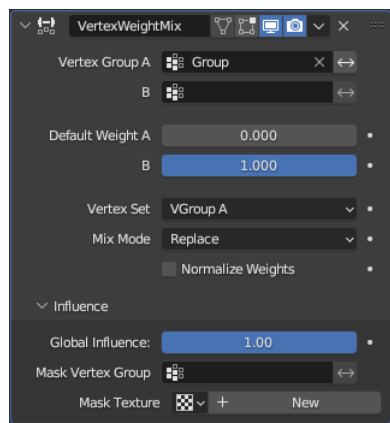 VertexWeightMix
Vertex Group A Group
B
Default Weight A 0.000
B 1.000
Vertex Set VGroup A
Mix Mode Replace
Normalize Weights
Influence
Global Influence: 1.00
Mask Vertex Group
Mask Texture New